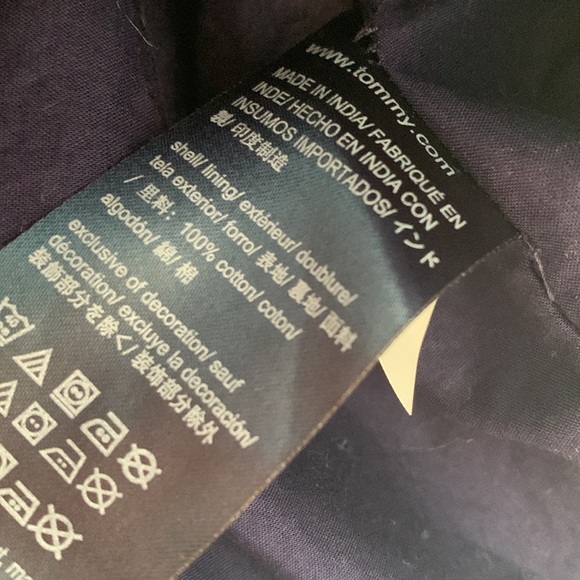 www.tommy.com
MADE IN INDIA/ FABRIQUÉ EN
INDE/ HECHO EN INDIA CON
INSUMOS IMPORTADOS/ インド
製/ 印度制造
shell/ lining/ extérieur/ doublure/
tela exterior/ forro/ 表地/ 裏地/ 面料
/ 里料: 100% cotton/ coton/
algodón/ 綿/ 棉
exclusive of decoration/ sauf
décoration/ excluye la decoración/
装飾部分を除く/ 装饰部分除外